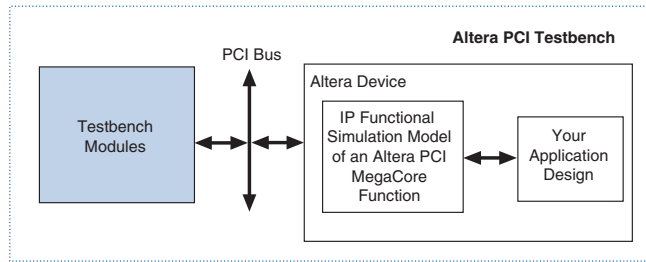 Altera PCI Testbench
PCI Bus
Altera Device
Testbench
Modules
IP Functional
Simulation Model
of an Altera PCI
MegaCore
Function
Your
Application
Design